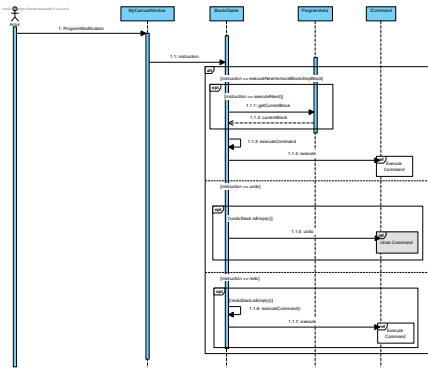 Actor
MyCanvasWindow
BlockrGame
ProgramArea
ICommand
1: ProgramModification
1.1: instruction
alt
[instruction == executeNext/removeBlock/dropBlock]
opt
[instruction == executeNext()]
1.1.1: getCurrentBlock
1.1.2: currentBlock
1.1.3: executeCommand
1.1.4: execute
ref
Execute
Command
[instruction == undo]
opt
[!undoStack.isEmpty()]
1.1.5: undo
ref
Undo Command
[instruction == redo]
opt
[!redoStack.isEmpty()]
1.1.6: executeCommand()
1.1.7: execute
ref
Execute
Command